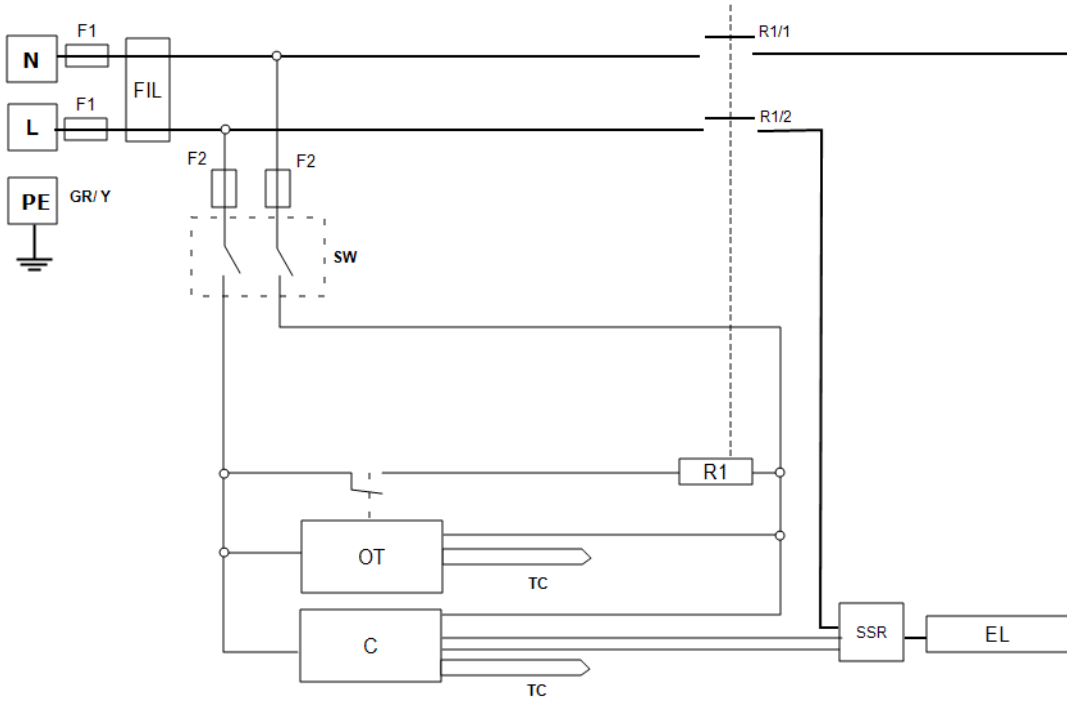 F1
R1/1
N
FIL
F1
L
R1/2
F2
F2
PE
GR/ Y
SW
R1
OT
TC
C
SSR
EL
TC